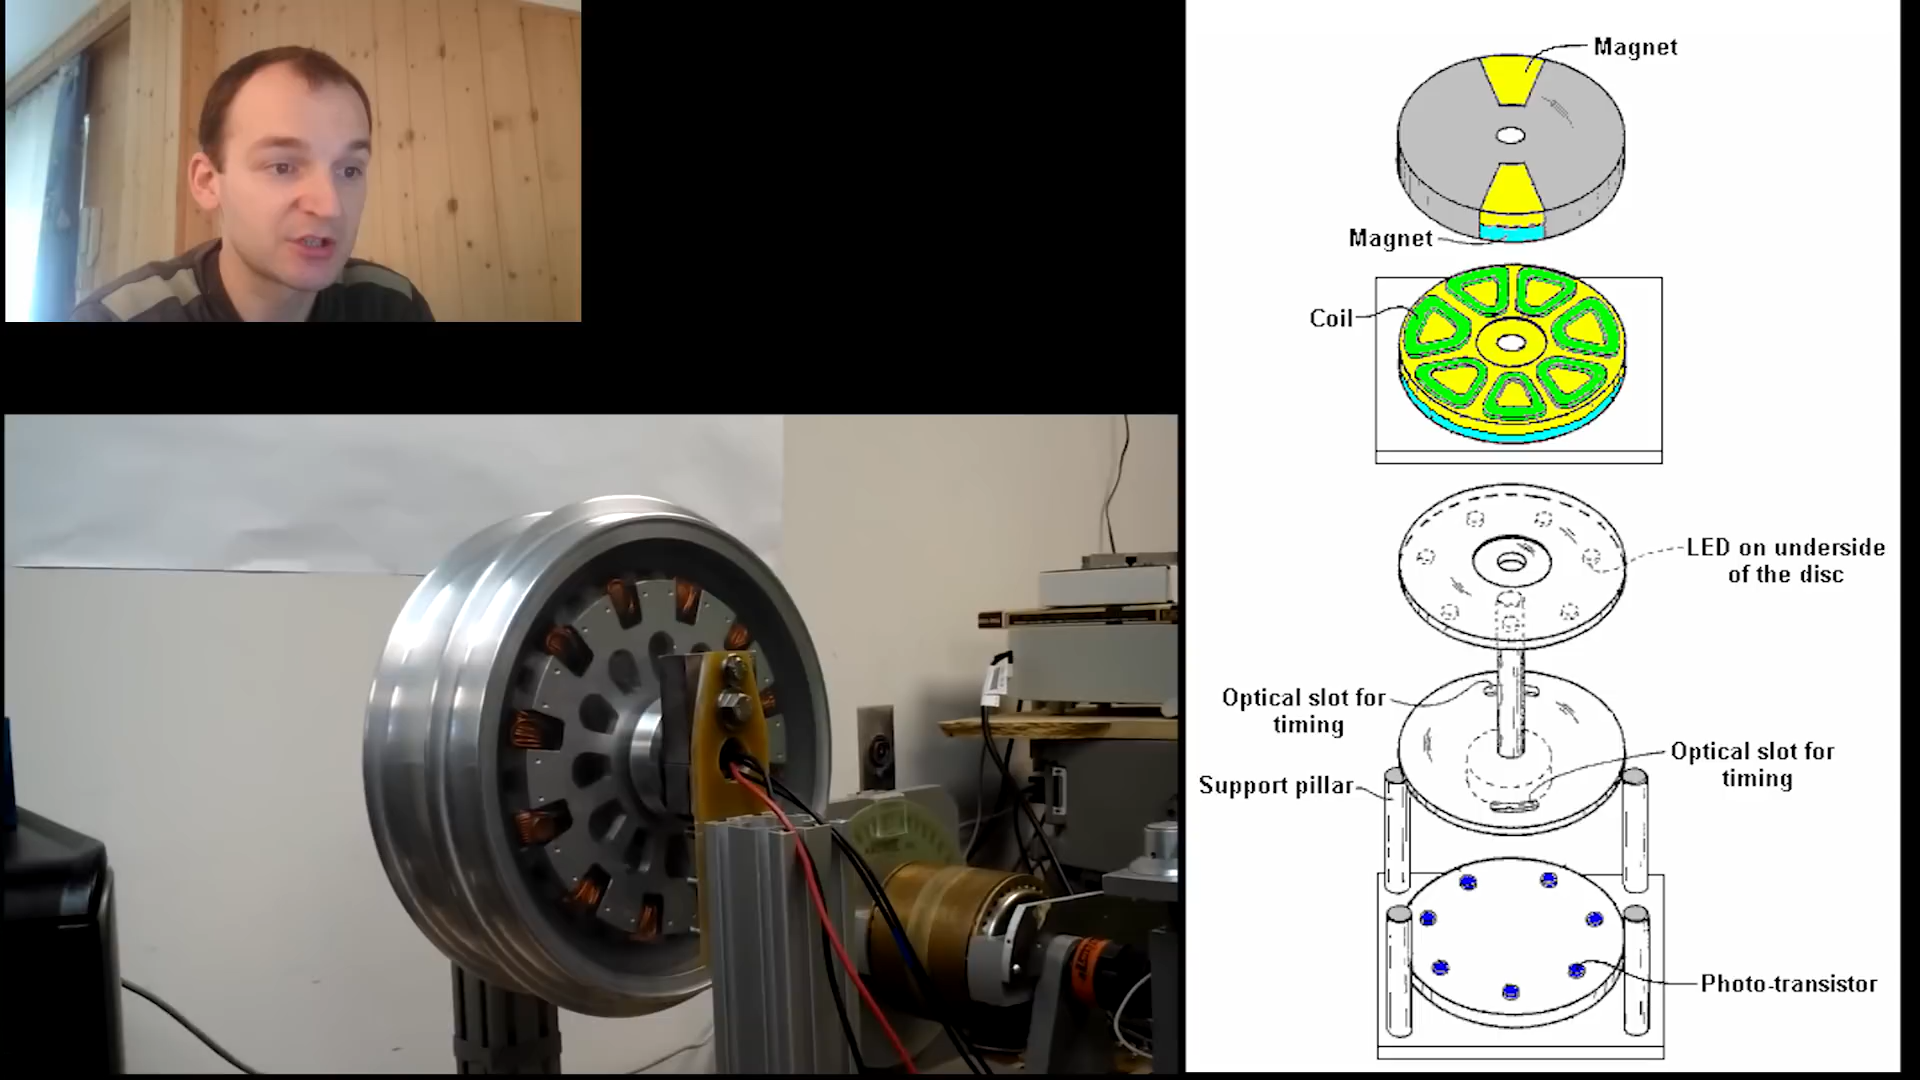 Magnet
Magnet
Coil
LED on underside
of the disc
Optical slot for
timing
Optical slot for
timing
Support pillar
Photo-transistor